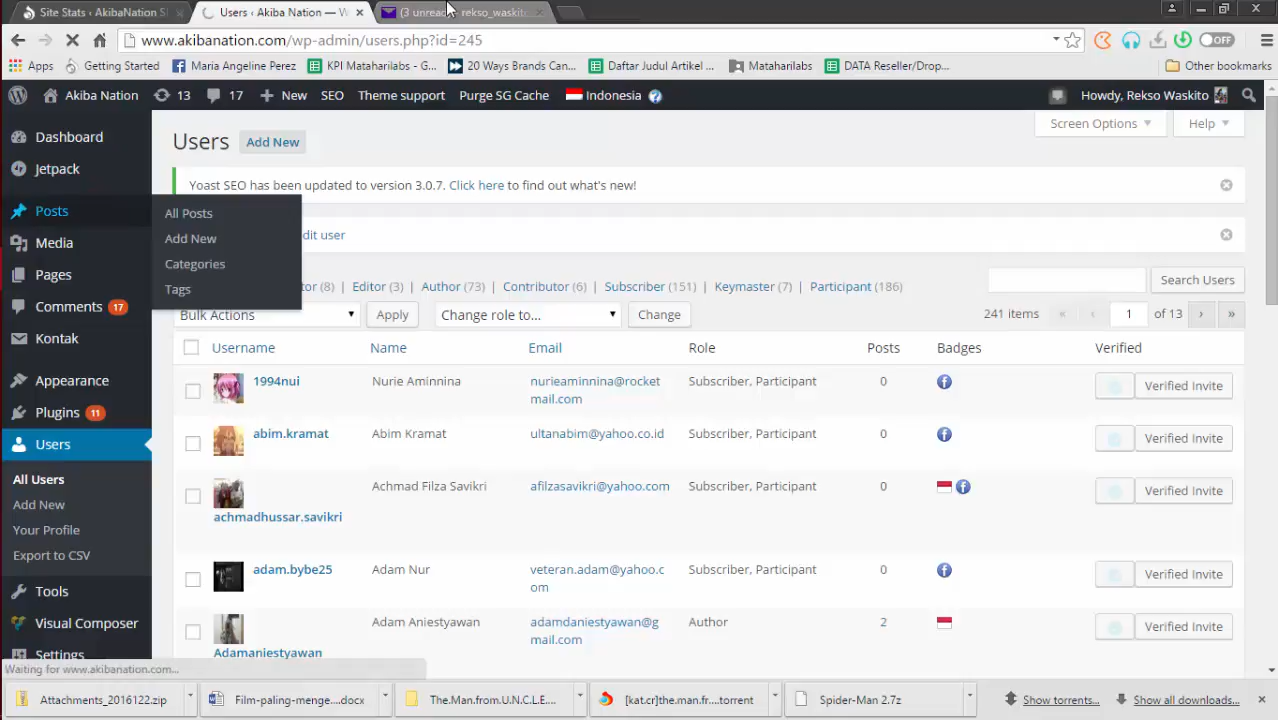 Site Stats ‹ AkibaNation S
Users ‹ Akiba Nation —
(3 unread) rekso_waskito
www.akibanation.com/wp-admin/users.php?id=245
OFF
Apps
Getting Started
Maria Angeline Perez
KPI Mataharilabs - G...
20 Ways Brands Can...
Daftar Judul Artikel ...
Mataharilabs
DATA Reseller/Drop...
Other bookmarks
Akiba Nation
13
17
New
SEO
Theme support
Purge SG Cache
Indonesia
Howdy, Rekso Waskito
Dashboard
Jetpack
Posts
Media
Pages
Comments 17
Kontak
Appearance
Plugins 11
Users
All Users
Add New
Your Profile
Export to CSV
Tools
Visual Composer
Settings
All Posts
Add New
Categories
Tags
Users Add New
Screen Options
Help
Yoast SEO has been updated to version 3.0.7. Click here to find out what's new!
dit user
tor (8) | Editor (3) | Author (73) | Contributor (6) | Subscriber (151) | Keymaster (7) | Participant (186)
Search Users
Bulk Actions
Apply
Change role to...
Change
241 items « ‹ 1 of 13 › »
Username Name Email Role Posts Badges Verified
1994nui Nurie Aminnina nurieaminnina@rocket Subscriber, Participant 0 Verified Invite
mail.com
abim.kramat Abim Kramat ultanabim@yahoo.co.id Subscriber, Participant 0 Verified Invite
Achmad Filza Savikri afilzasavikri@yahoo.com Subscriber, Participant 0 Verified Invite
achmadhussar.savikri
adam.bybe25 Adam Nur veteran.adam@yahoo.c Subscriber, Participant 0 Verified Invite
om
Adam Aniestyawan adamdaniestyawan@g Author 2 Verified Invite
mail.com
Adamaniestyawan
Waiting for www.akibanation.com...
Attachments_2016122.zip
Film-paling-menge....docx
The.Man.from.U.N.C.L.E....
[kat.cr]the.man.fr....torrent
Spider-Man 2.7z
Show torrents...
Show all downloads...